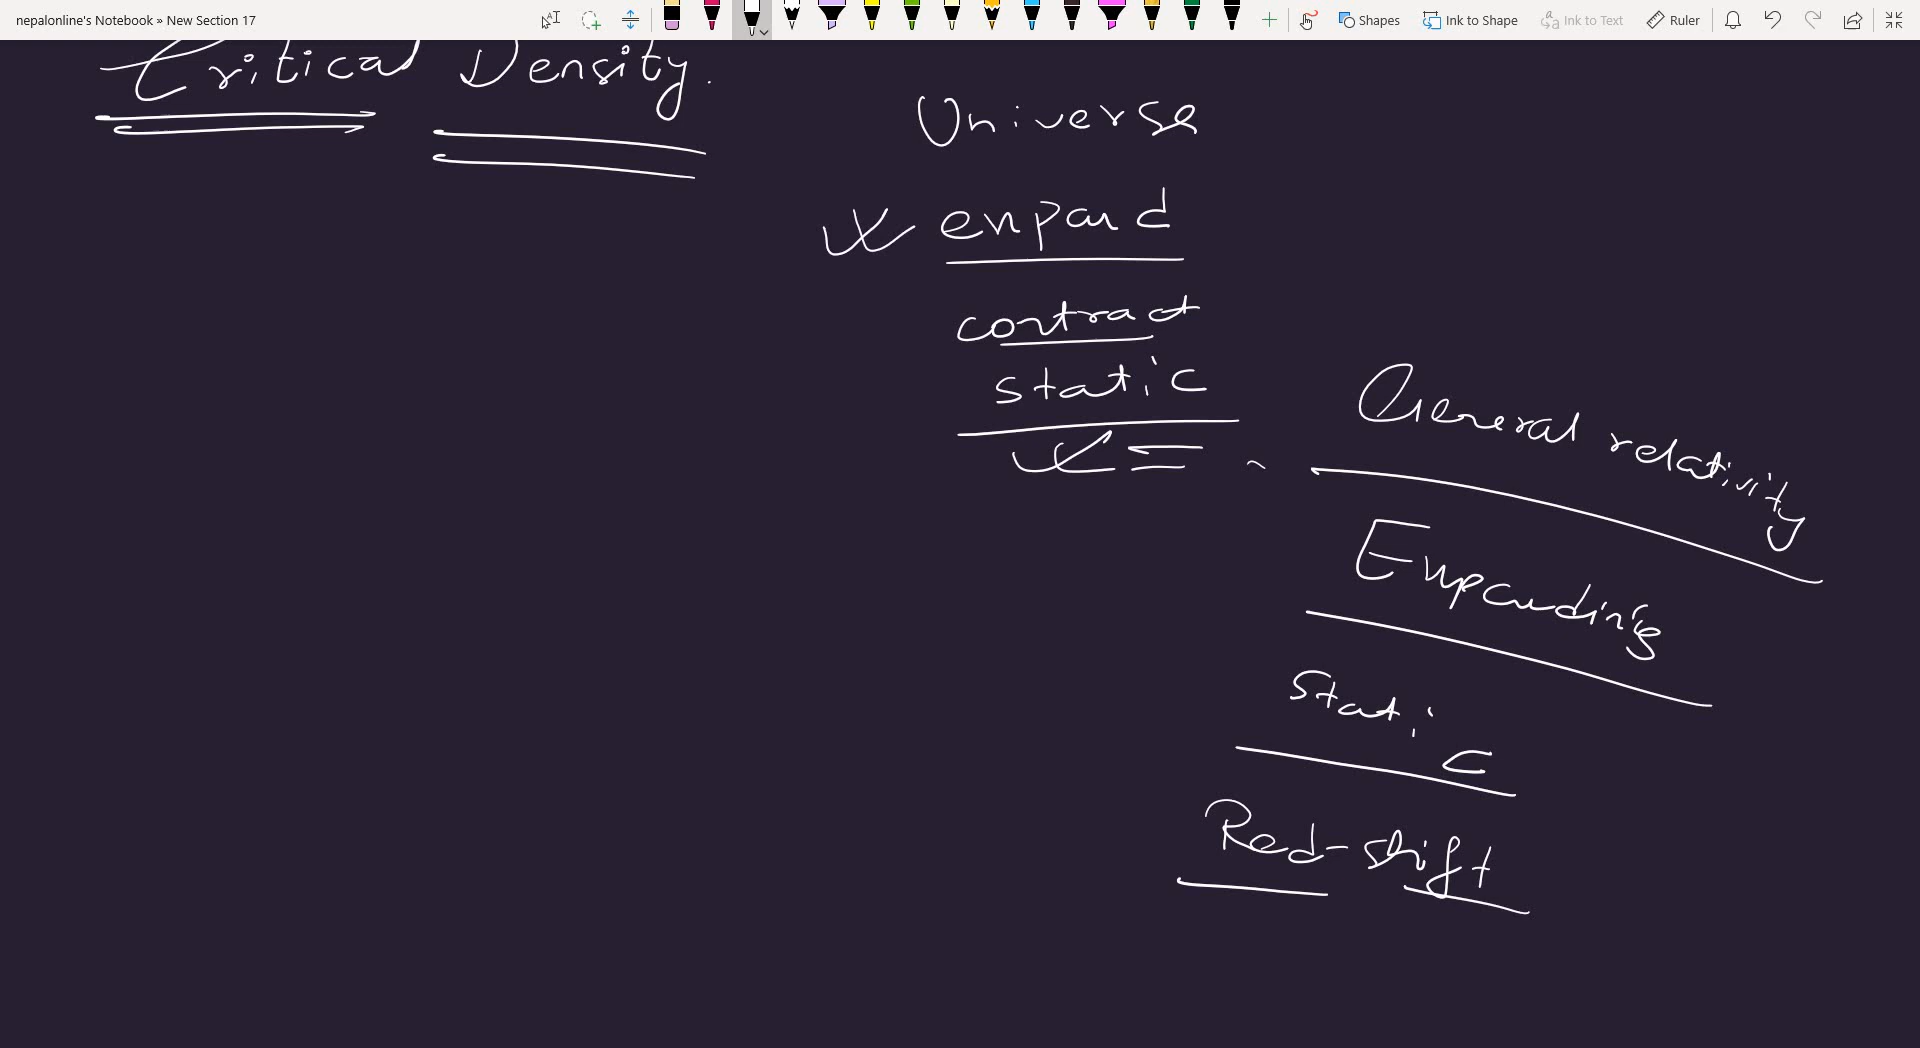 nepalonline's Notebook » New Section 17
Shapes
Ink to Shape
Ink to Text
Ruler
Critical Density.
Universe
expand
contract
static
General relativity
Expanding
Static
Red-shift